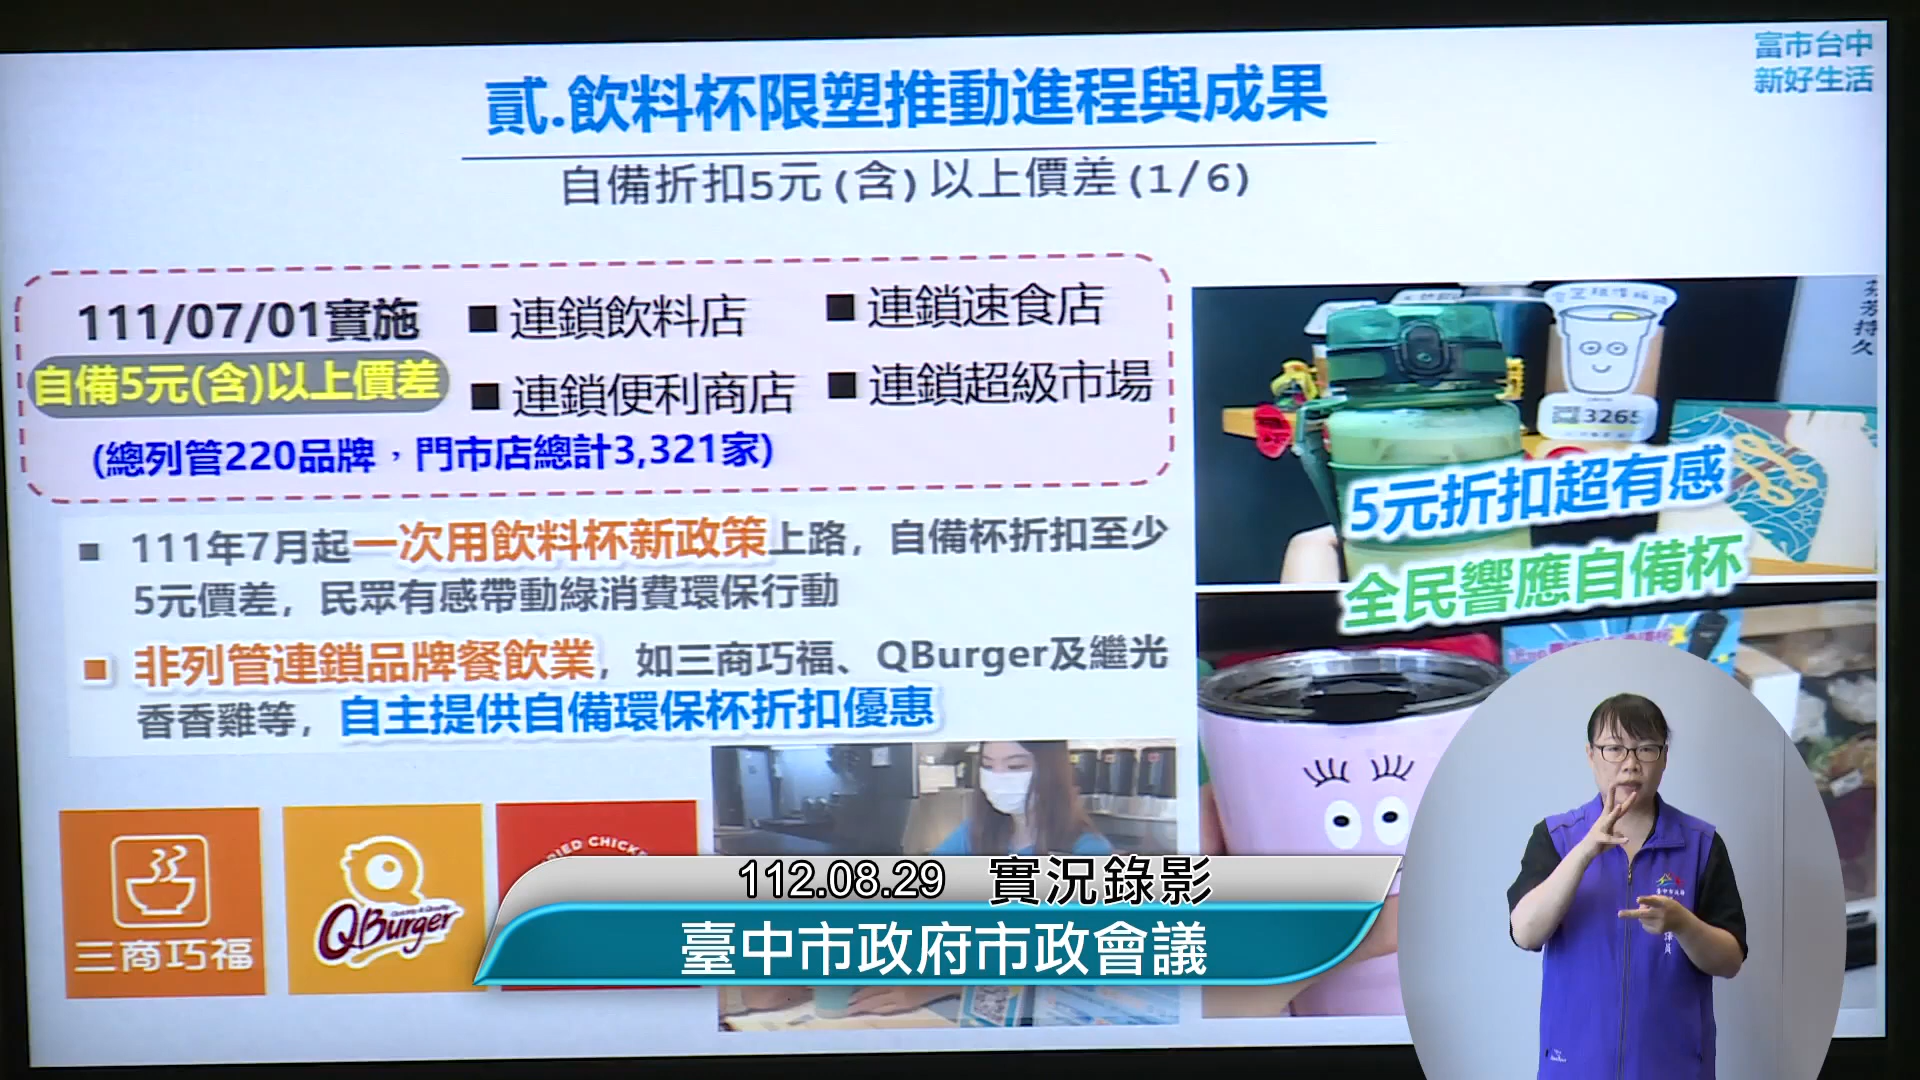 富市台中
新好生活
貳.飲料杯限塑推動進程與成果
自備折扣5元(含)以上價差(1/6)
111/07/01實施
自備5元(含)以上價差
■連鎖飲料店
■連鎖速食店
■連鎖便利商店
■連鎖超級市場
(總列管220品牌，門市店總計3,321家)
■ 111年7月起一次用飲料杯新政策上路，自備杯折扣至少
5元價差，民眾有感帶動綠消費環保行動
■ 非列管連鎖品牌餐飲業，如三商巧福、QBurger及繼光
香香雞等，自主提供自備環保杯折扣優惠
芬芳持久
3265
5元折扣超有感
全民響應自備杯
三商巧福
QBurger
112.08.29 實況錄影
臺中市政府市政會議